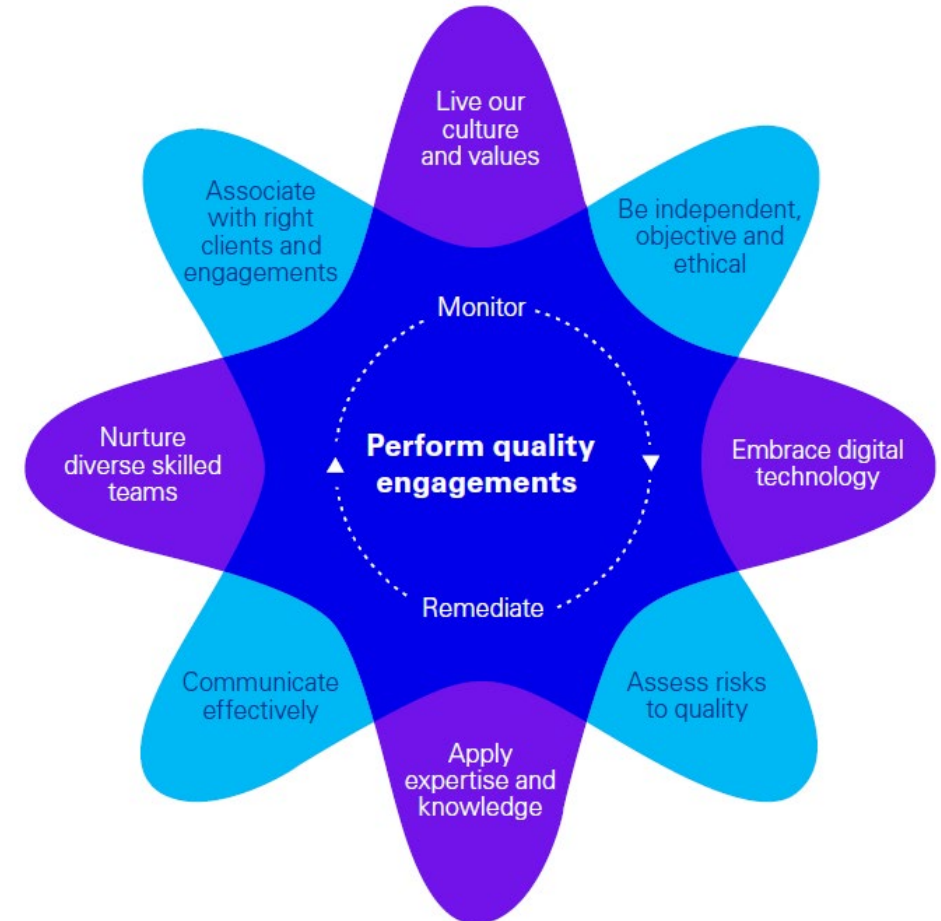 Live our
culture
and values
Associate
with right
clients and
engagements
Be independent,
objective and
ethical
Monitor
Nurture
diverse skilled
teams
Perform quality
engagements
Embrace digital
technology
Remediate
Communicate
effectively
Assess risks
to quality
Apply
expertise and
knowledge